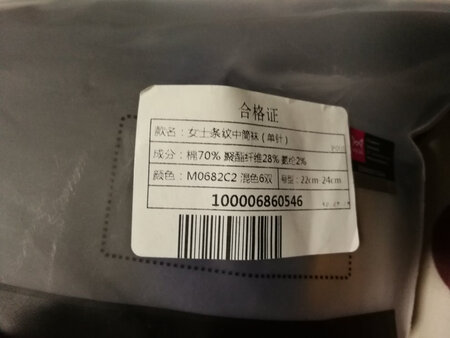 合格证
款名：女士条纹中筒袜（单针）
成分：棉70% 聚酯纤维28% 氨纶2%
颜色：M0682C2 混色6双 号型：22cm-24cm
100006860546